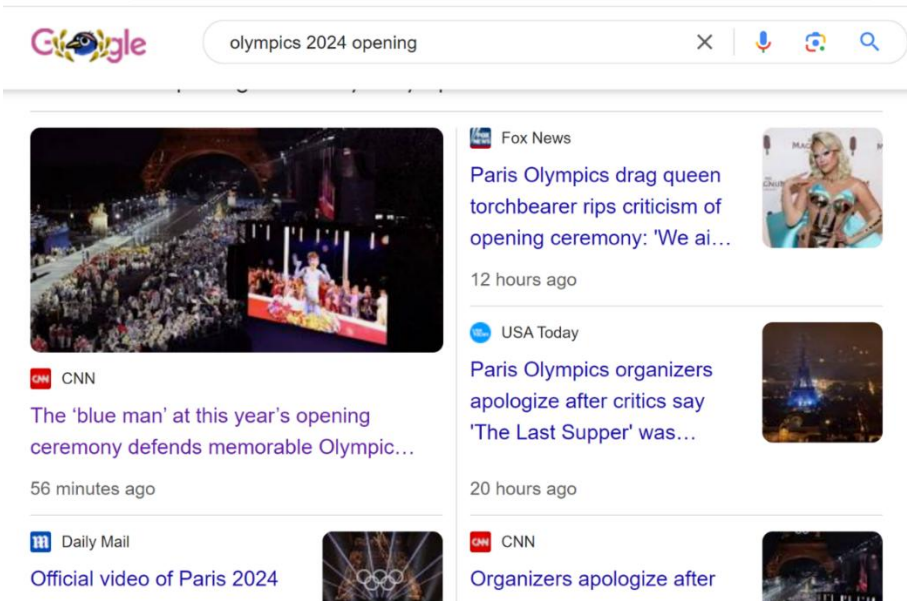 Google
olympics 2024 opening
CNN
The ‘blue man’ at this year’s opening
ceremony defends memorable Olympic...
56 minutes ago
Daily Mail
Official video of Paris 2024
Fox News
Paris Olympics drag queen
torchbearer rips criticism of
opening ceremony: 'We ai...
12 hours ago
USA Today
Paris Olympics organizers
apologize after critics say
'The Last Supper' was...
20 hours ago
CNN
Organizers apologize after